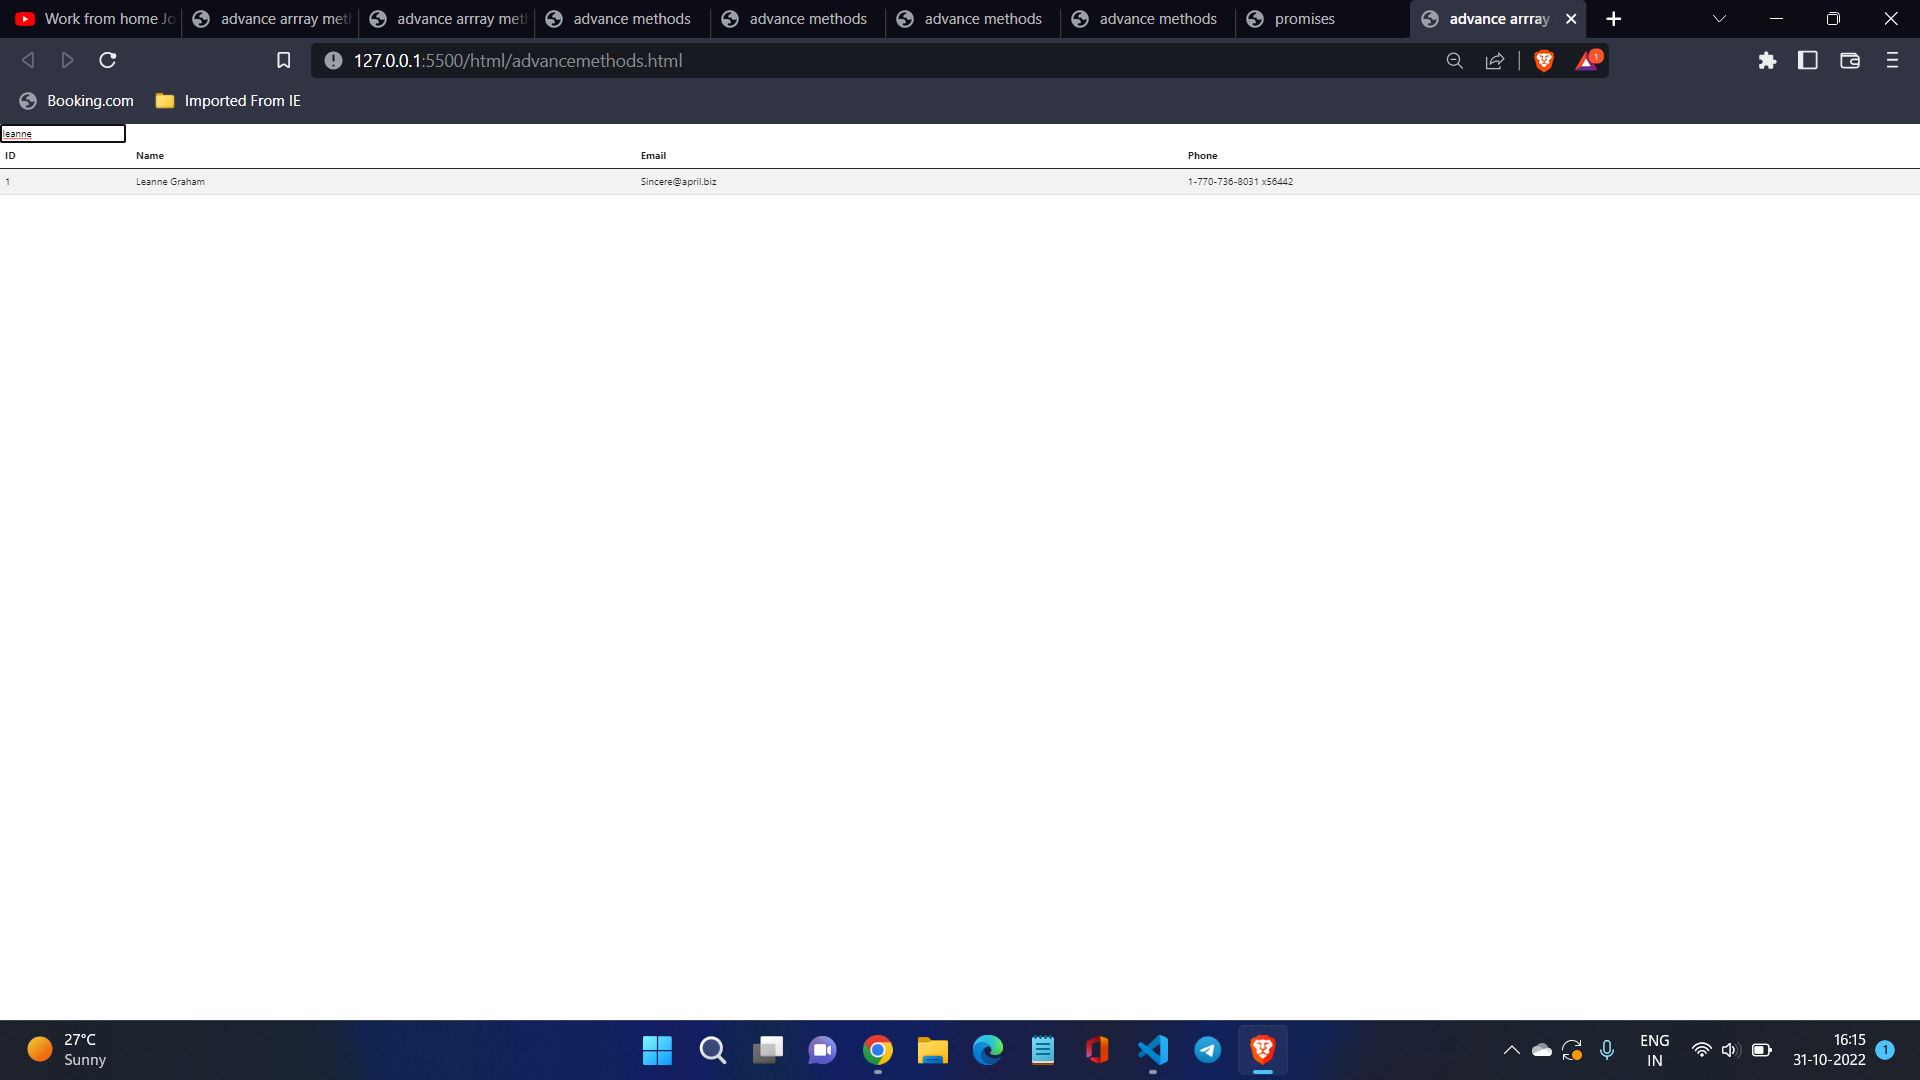 Work from home Jo
advance arrray met
advance arrray met
advance methods
advance methods
advance methods
advance methods
promises
advance arrray
127.0.0.1:5500/html/advancemethods.html
1
Booking.com
Imported From IE
leanne
ID Name Email Phone
1 Leanne Graham Sincere@april.biz 1-770-736-8031 x56442
27°C
Sunny
ENG
IN
16:15
31-10-2022
1